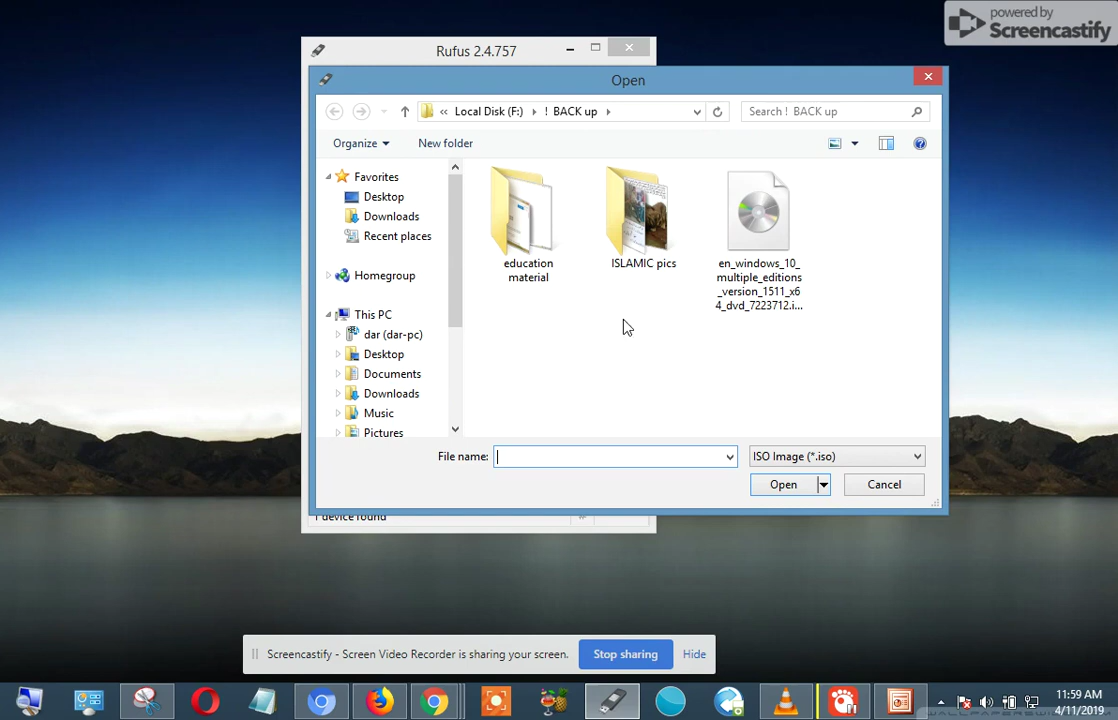 powered by
Screencastify
Rufus 2.4.757
Open
« Local Disk (F:) ! BACK up
Search ! BACK up
Organize
New folder
Favorites
Desktop
Downloads
Recent places
Homegroup
This PC
dar (dar-pc)
Desktop
Documents
Downloads
Music
Pictures
education
material
ISLAMIC pics
en_windows_10_
multiple_editions
_version_1511_x6
4_dvd_7223712.i...
File name:
ISO Image (*.iso)
Open
Cancel
1 device found
Screencastify - Screen Video Recorder is sharing your screen.
Stop sharing
Hide
11:59 AM
4/11/2019